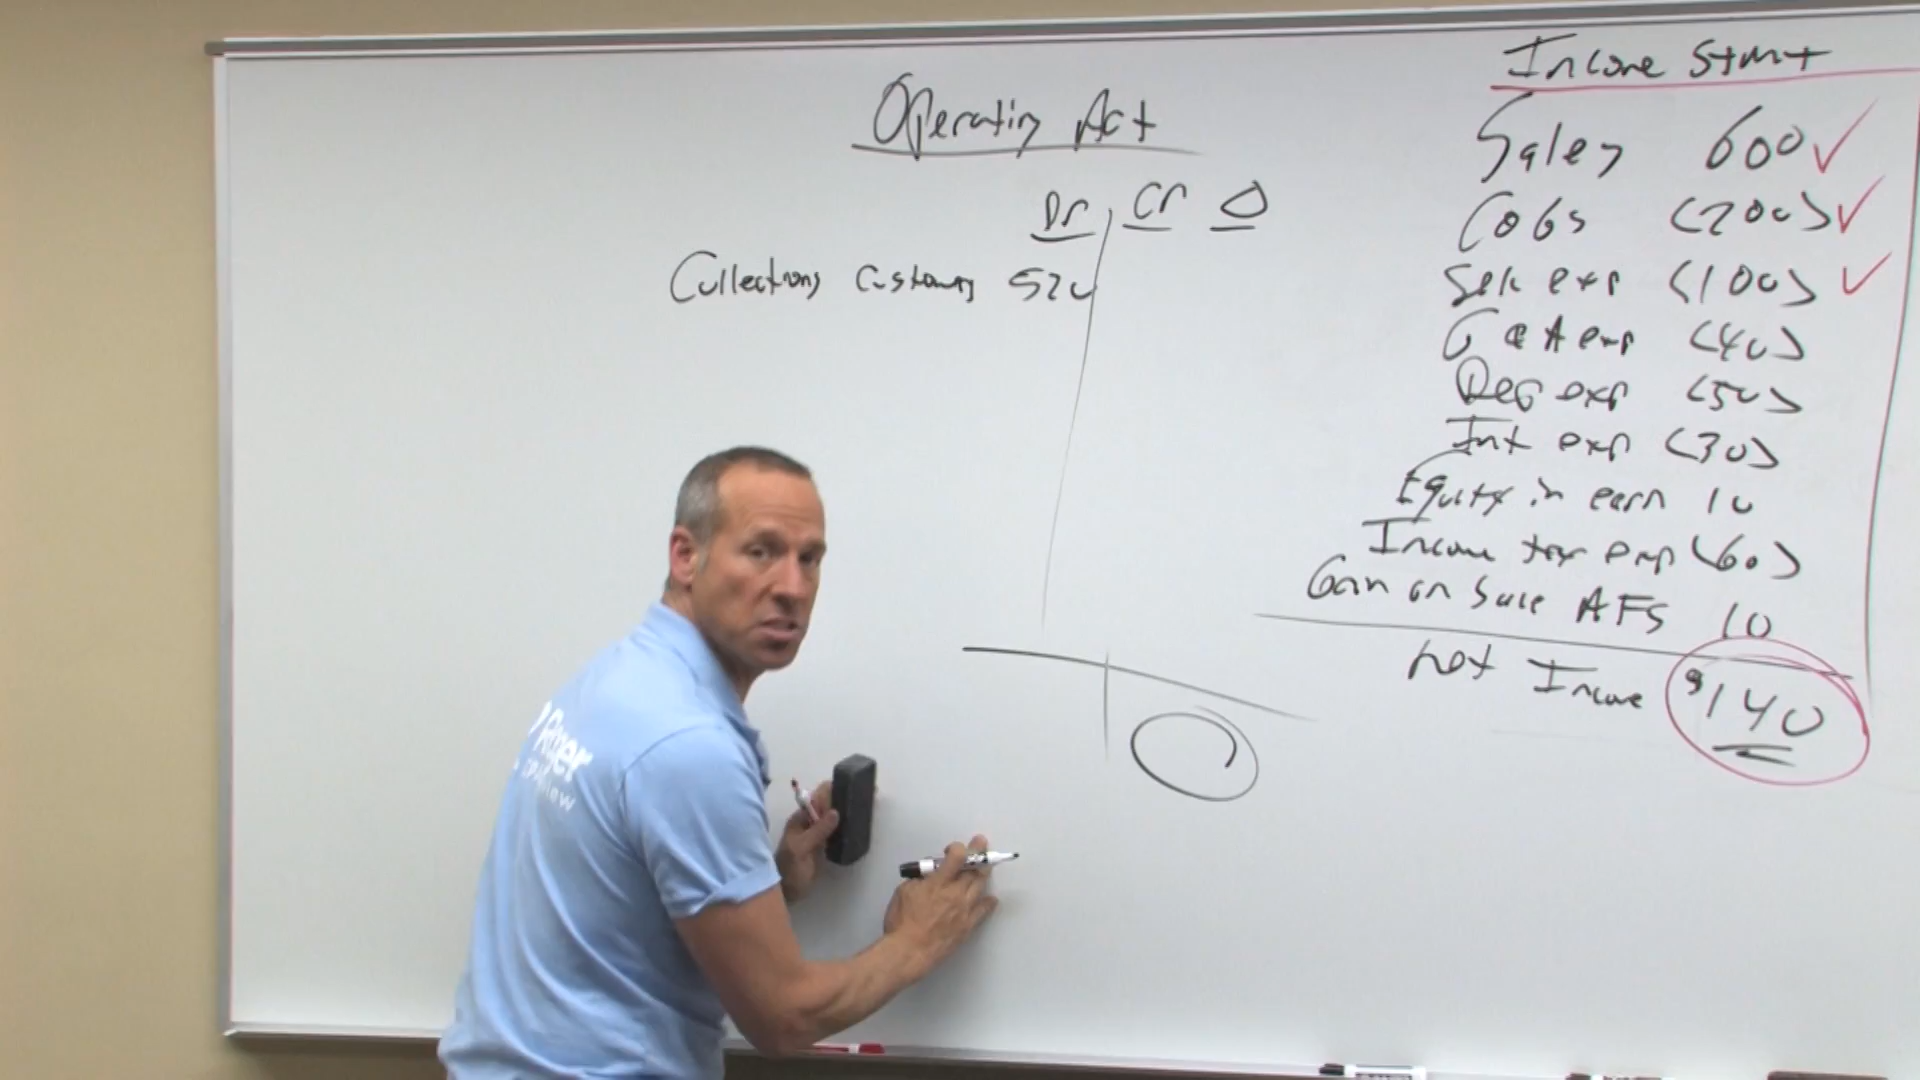 Operating Act
Dr Cr △
Collections Customers 520
Income Stmt
Sales 600 ✓
COGS <200> ✓
Sell exp <100> ✓
G & A exp <40>
Dep exp <50>
Int exp <30>
Equity in earn 10
Income tax exp <60>
Gain on Sale AFS 10
net Income $140